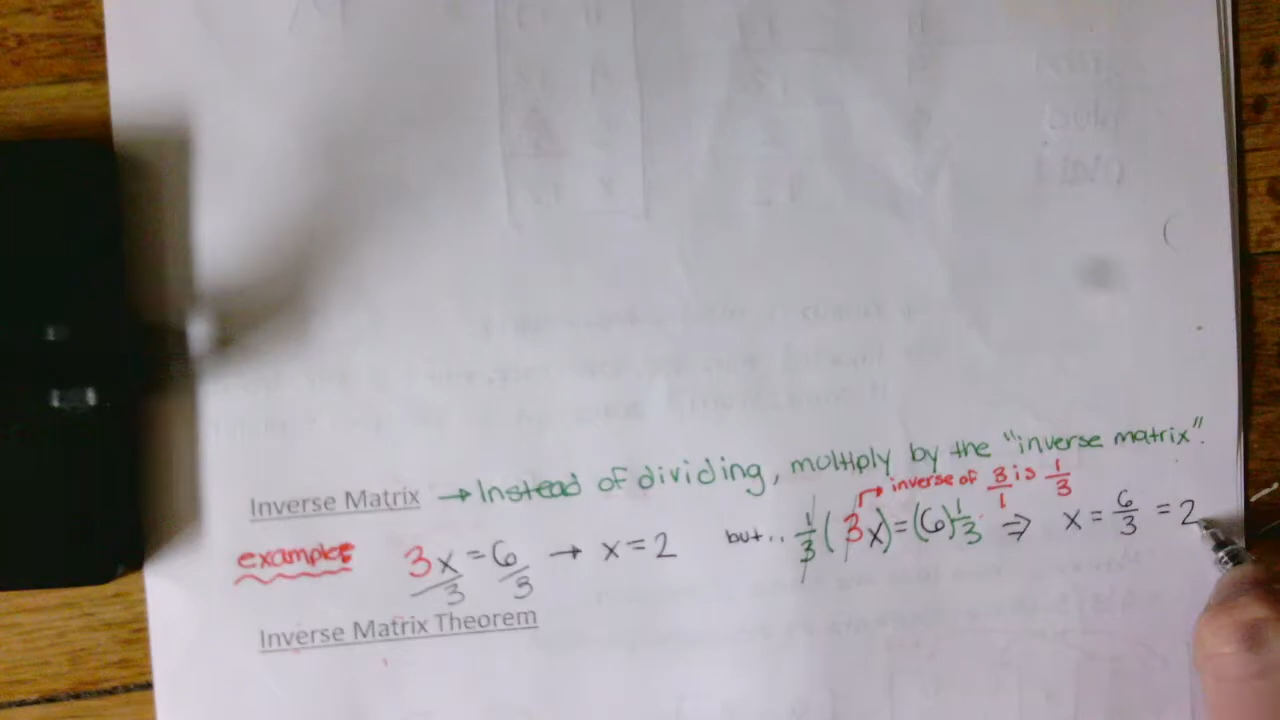 Inverse Matrix → Instead of dividing, multiply by the "inverse matrix".
inverse of 3/1 is 1/3
example: 3x/3 = 6/3 → x = 2 but.. 1/3(3x) = (6)1/3 ⇒ x = 6/3 = 2
Inverse Matrix Theorem